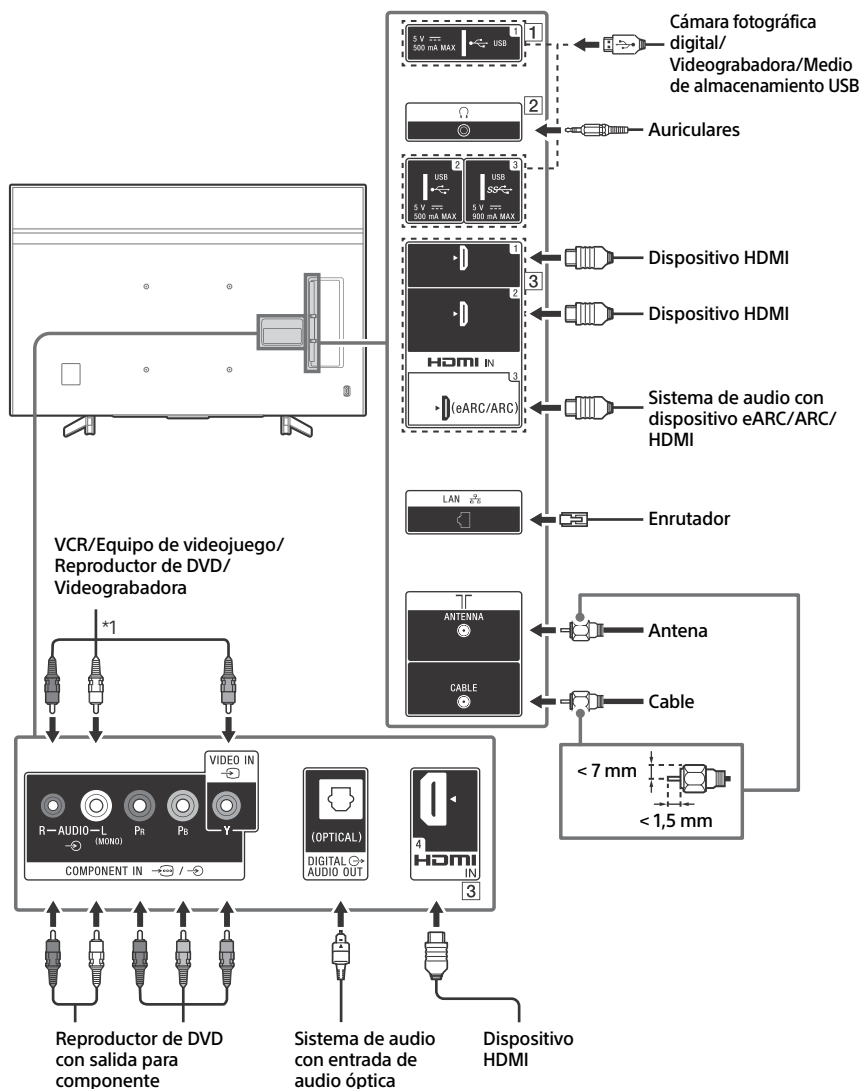 Cámara fotográfica
digital/
Videograbadora/Medio
de almacenamiento USB
5 V
500 mA MAX
USB
1
1
2
Auriculares
2
USB
5 V
500 mA MAX
3
USB
SS
5 V
900 mA MAX
1
Dispositivo HDMI
3
2
Dispositivo HDMI
HDMI IN
3
(eARC/ARC)
Sistema de audio con
dispositivo eARC/ARC/
HDMI
LAN
Enrutador
ANTENNA
Antena
CABLE
Cable
< 7 mm
< 1,5 mm
VCR/Equipo de videojuego/
Reproductor de DVD/
Videograbadora
*1
VIDEO IN
R—AUDIO—L
(MONO)
PR
PB
Y
COMPONENT IN /
(OPTICAL)
DIGITAL
AUDIO OUT
4
HDMI
IN
3
Reproductor de DVD
con salida para
componente
Sistema de audio
con entrada de
audio óptica
Dispositivo
HDMI